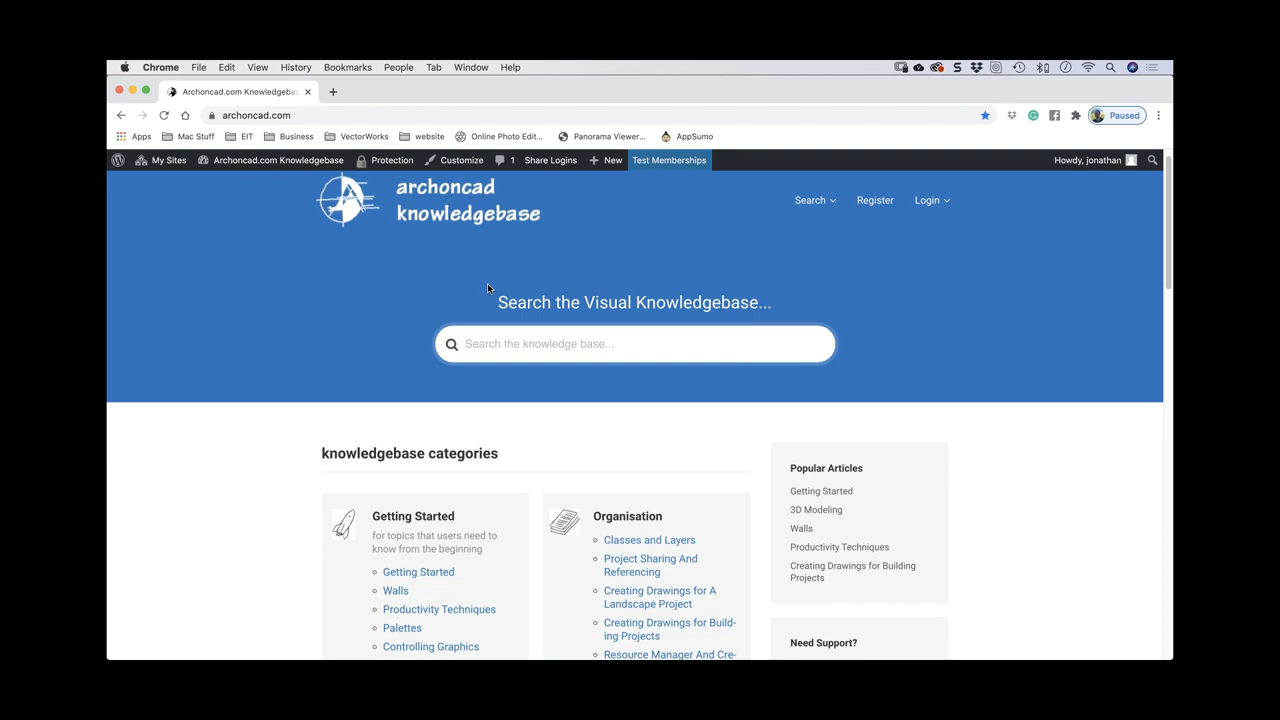 Chrome File Edit View History Bookmarks People Tab Window Help
Archoncad.com Knowledgeba
archoncad.com
Paused
Apps Mac Stuff EIT Business VectorWorks website Online Photo Edit... Panorama Viewer... AppSumo
My Sites Archoncad.com Knowledgebase Protection Customize 1 Share Logins New Test Memberships Howdy, jonathan
archoncad
knowledgebase
Search Register Login
Search the Visual Knowledgebase...
Search the knowledge base...
knowledgebase categories
Getting Started
for topics that users need to
know from the beginning
Getting Started
Walls
Productivity Techniques
Palettes
Controlling Graphics
Organisation
Classes and Layers
Project Sharing And
Referencing
Creating Drawings for A
Landscape Project
Creating Drawings for Build-
ing Projects
Resource Manager And Cre-
Popular Articles
Getting Started
3D Modeling
Walls
Productivity Techniques
Creating Drawings for Building
Projects
Need Support?